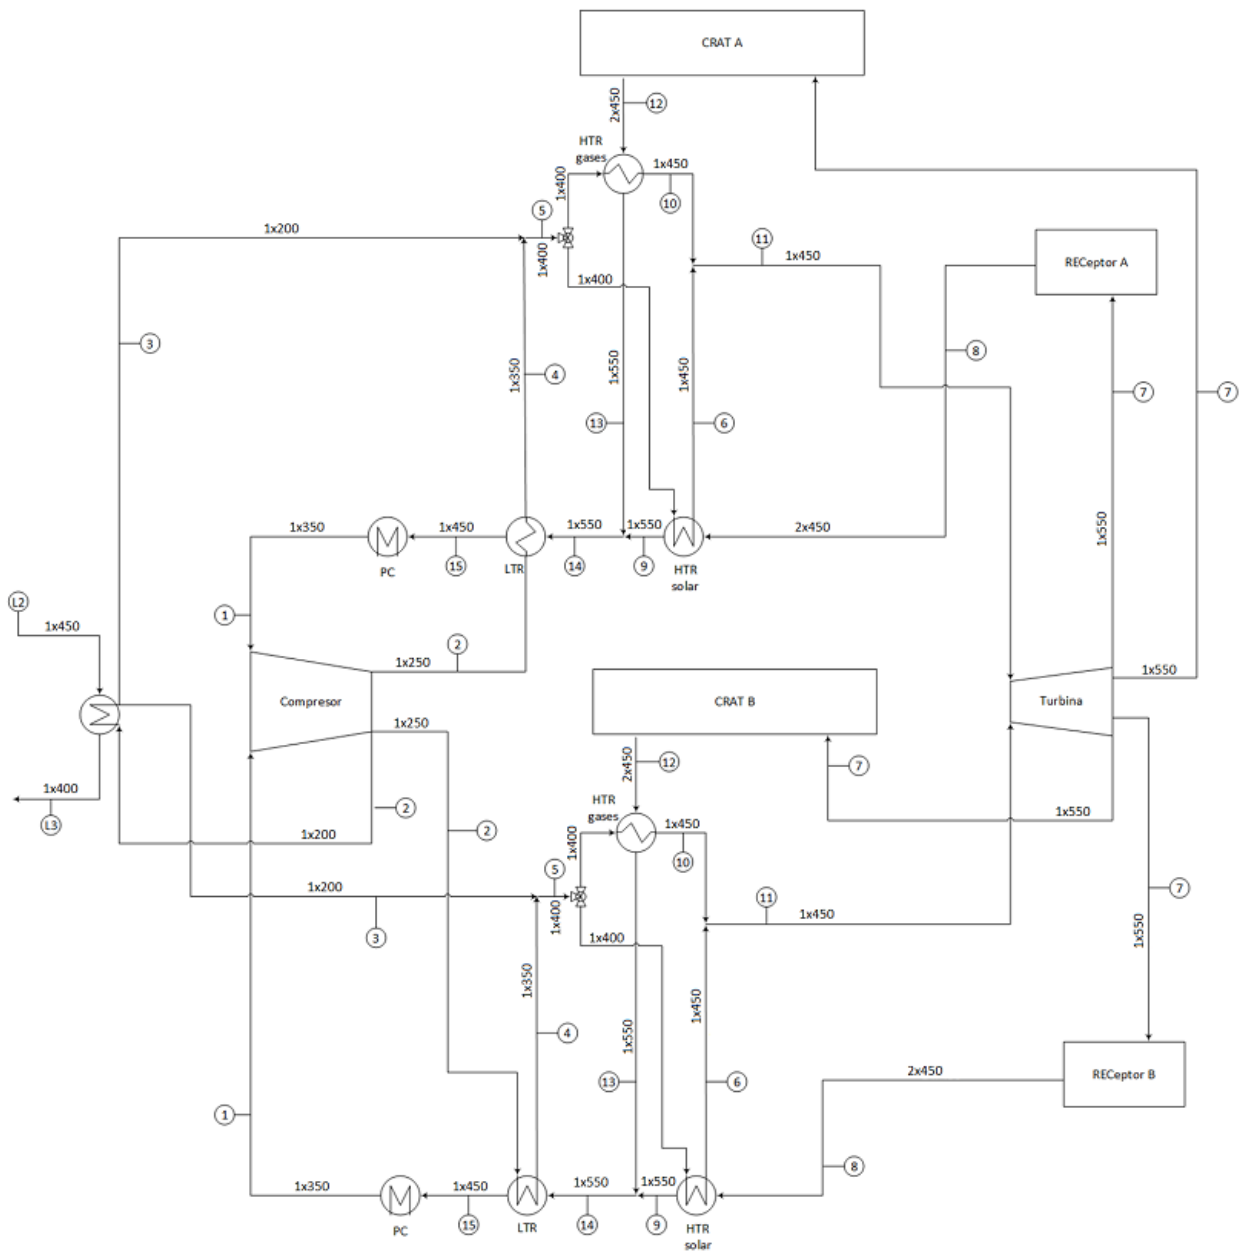 CRAT A
2x450
12
HTR
gases
1x450
1x400
10
5
1x200
1x400
11
1x450
RECeptor A
1x400
3
8
1x350
4
1x550
1x450
7
7
13
6
1x550
1x350
1x450
1x550
1x550
2x450
PC
15
LTR
14
9
HTR
solar
L2
1x450
1
2
1x250
1x550
Compresor
CRAT B
Turbina
1x250
2x450
12
7
1x400
L3
2
HTR
gases
1x550
1x450
1x200
2
1x400
10
5
7
1x200
1x400
11
1x450
3
1x400
1x550
1x350
4
1x550
1x450
2x450
RECeptor B
13
6
1
8
1x350
1x450
1x550
1x550
PC
15
LTR
14
9
HTR
solar